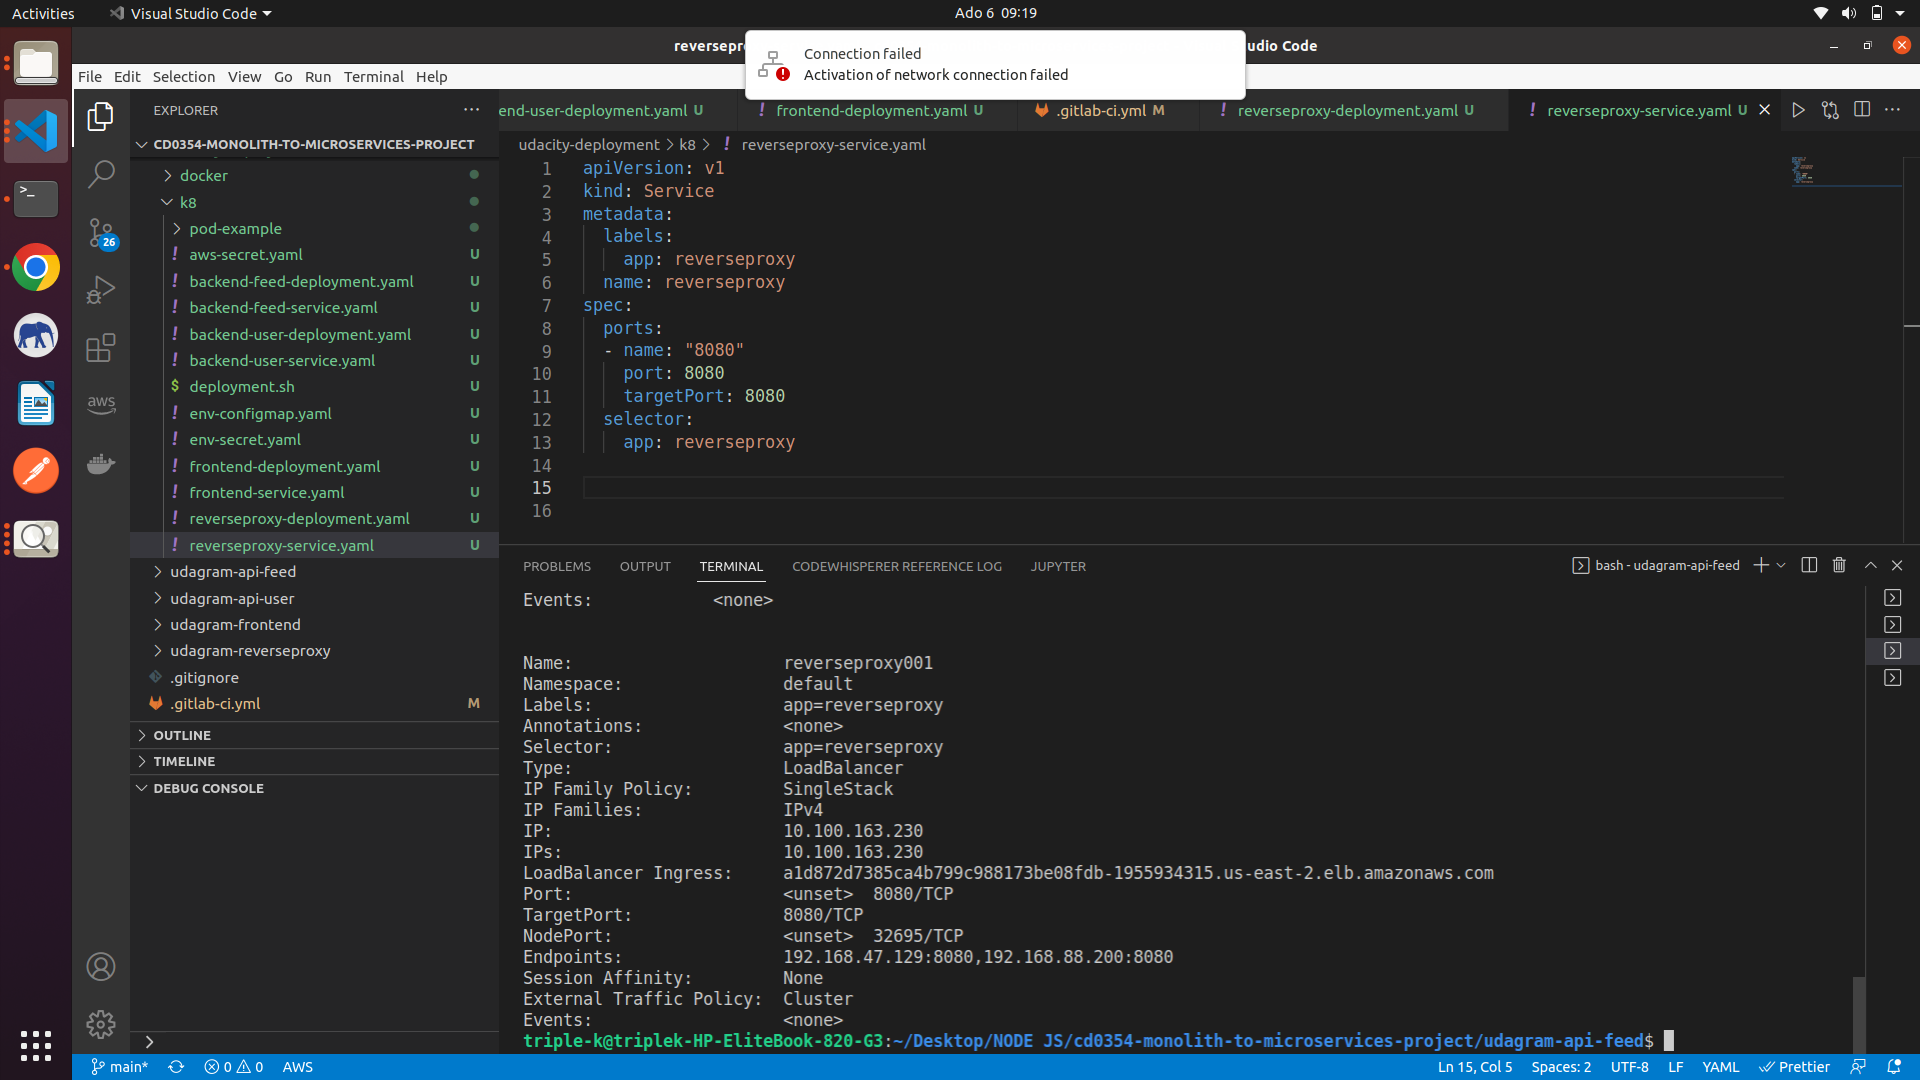 Activities
Visual Studio Code
Ado 6 09:19
reversepr
udio Code
Connection failed
Activation of network connection failed
File Edit Selection View Go Run Terminal Help
EXPLORER
end-user-deployment.yaml U
! frontend-deployment.yaml U
.gitlab-ci.yml M
! reverseproxy-deployment.yaml U
! reverseproxy-service.yaml U
CD0354-MONOLITH-TO-MICROSERVICES-PROJECT
docker
k8
pod-example
! aws-secret.yaml U
! backend-feed-deployment.yaml U
! backend-feed-service.yaml U
! backend-user-deployment.yaml U
! backend-user-service.yaml U
$ deployment.sh U
! env-configmap.yaml U
! env-secret.yaml U
! frontend-deployment.yaml U
! frontend-service.yaml U
! reverseproxy-deployment.yaml U
! reverseproxy-service.yaml U
udagram-api-feed
udagram-api-user
udagram-frontend
udagram-reverseproxy
.gitignore
.gitlab-ci.yml M
OUTLINE
TIMELINE
DEBUG CONSOLE
26
aws
udacity-deployment > k8 > ! reverseproxy-service.yaml
1 apiVersion: v1
2 kind: Service
3 metadata:
4 labels:
5 app: reverseproxy
6 name: reverseproxy
7 spec:
8 ports:
9 - name: "8080"
10 port: 8080
11 targetPort: 8080
12 selector:
13 app: reverseproxy
14
15
16
PROBLEMS OUTPUT TERMINAL CODEWHISPERER REFERENCE LOG JUPYTER
bash - udagram-api-feed
Events: <none>
Name: reverseproxy001
Namespace: default
Labels: app=reverseproxy
Annotations: <none>
Selector: app=reverseproxy
Type: LoadBalancer
IP Family Policy: SingleStack
IP Families: IPv4
IP: 10.100.163.230
IPs: 10.100.163.230
LoadBalancer Ingress: a1d872d7385ca4b799c988173be08fdb-1955934315.us-east-2.elb.amazonaws.com
Port: <unset> 8080/TCP
TargetPort: 8080/TCP
NodePort: <unset> 32695/TCP
Endpoints: 192.168.47.129:8080,192.168.88.200:8080
Session Affinity: None
External Traffic Policy: Cluster
Events: <none>
triple-k@triplek-HP-EliteBook-820-G3:~/Desktop/NODE JS/cd0354-monolith-to-microservices-project/udagram-api-feed$
main* 0 0 AWS
Ln 15, Col 5 Spaces: 2 UTF-8 LF YAML Prettier